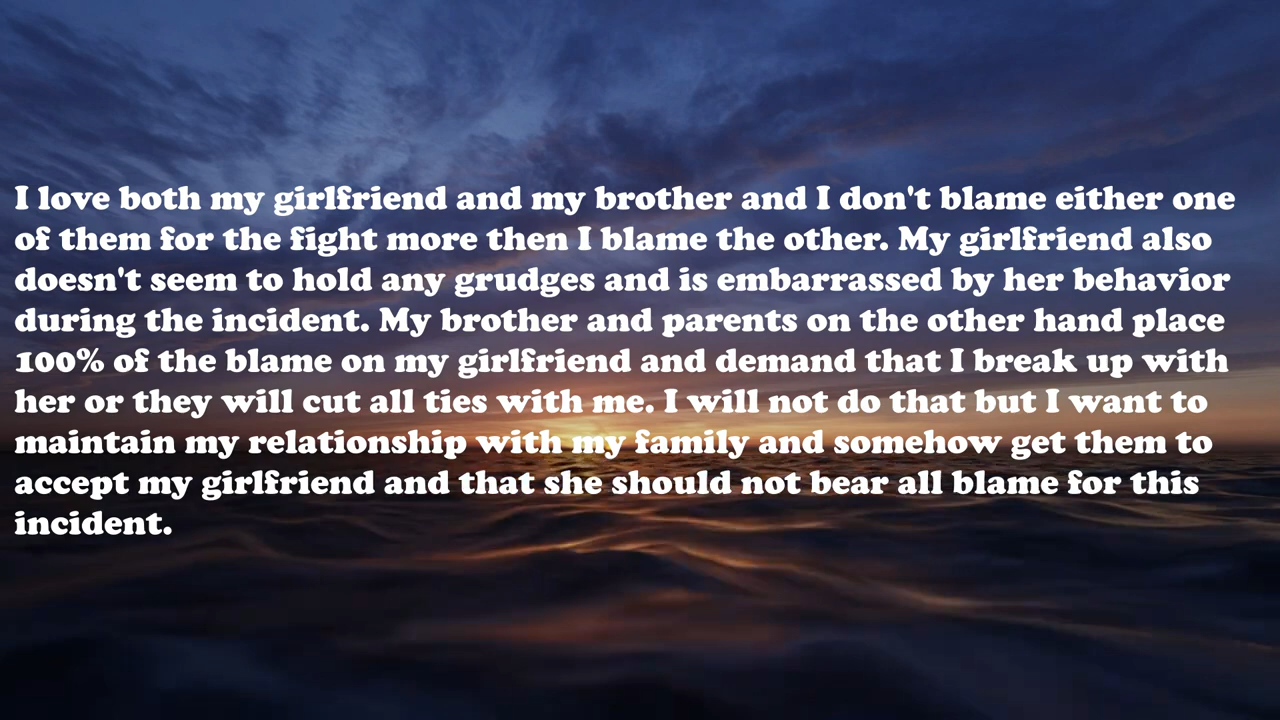 I love both my girlfriend and my brother and I don't blame either one
of them for the fight more then I blame the other. My girlfriend also
doesn't seem to hold any grudges and is embarrassed by her behavior
during the incident. My brother and parents on the other hand place
100% of the blame on my girlfriend and demand that I break up with
her or they will cut all ties with me. I will not do that but I want to
maintain my relationship with my family and somehow get them to
accept my girlfriend and that she should not bear all blame for this
incident.